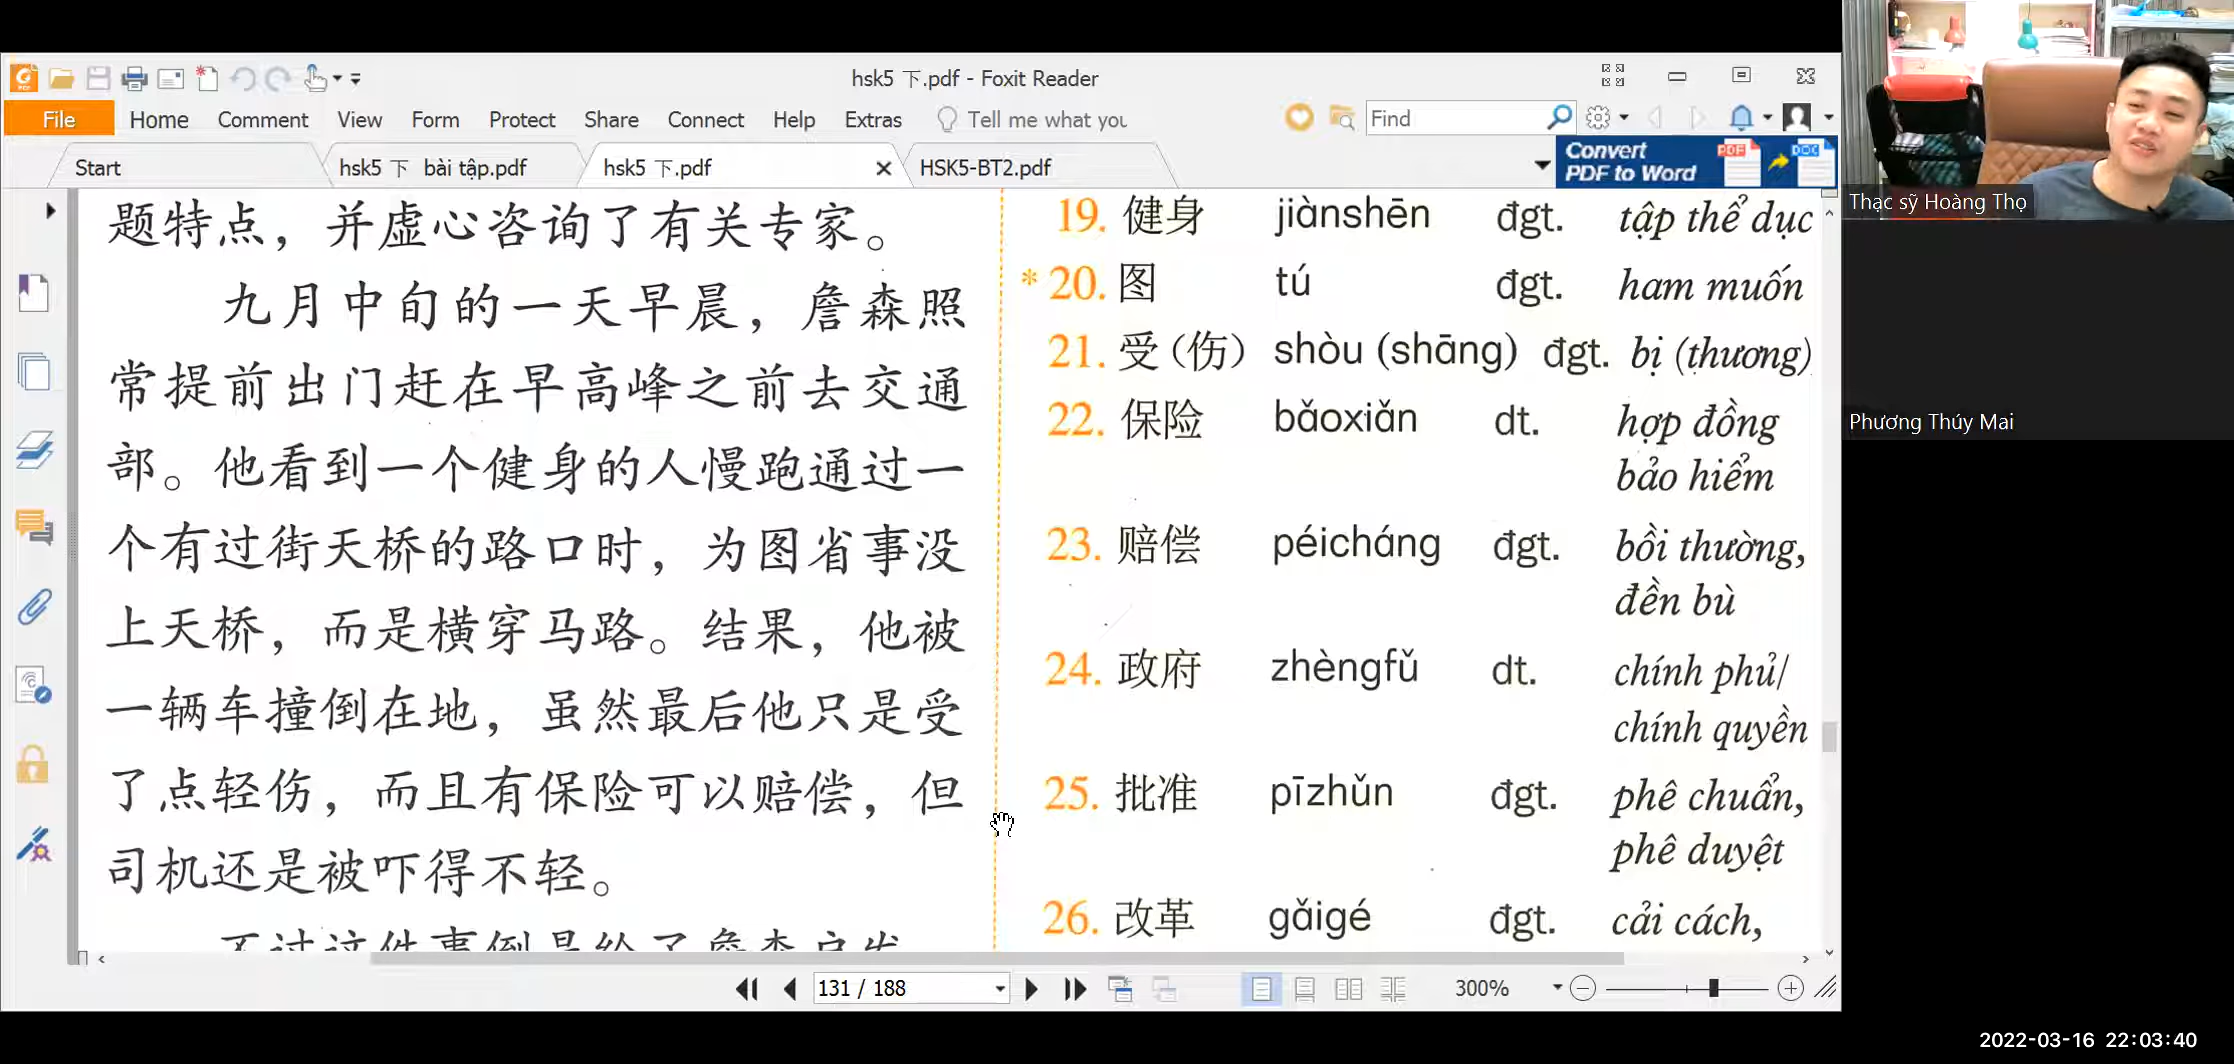 hsk5 下.pdf - Foxit Reader
File Home Comment View Form Protect Share Connect Help Extras Tell me what you Find
Start hsk5 下 bài tập.pdf hsk5 下.pdf HSK5-BT2.pdf
Convert
PDF to Word
PDF DOC
题特点，并虚心咨询了有关专家。
九月中旬的一天早晨，詹森照
常提前出门赶在早高峰之前去交通
部。他看到一个健身的人慢跑通过一
个有过街天桥的路口时，为图省事没
上天桥，而是横穿马路。结果，他被
一辆车撞倒在地，虽然最后他只是受
了点轻伤，而且有保险可以赔偿，但
司机还是被吓得不轻。
19. 健身 jiànshēn đgt. tập thể dục
* 20. 图 tú đgt. ham muốn
21. 受（伤） shòu (shāng) đgt. bị (thương)
22. 保险 bǎoxiǎn dt. hợp đồng
bảo hiểm
23. 赔偿 péicháng đgt. bồi thường,
đền bù
24. 政府 zhèngfǔ dt. chính phủ/
chính quyền
25. 批准 pīzhǔn đgt. phê chuẩn,
phê duyệt
26. 改革 gǎigé đgt. cải cách,
131 / 188 300%
Thạc sỹ Hoàng Thọ
Phương Thúy Mai
2022-03-16 22:03:40